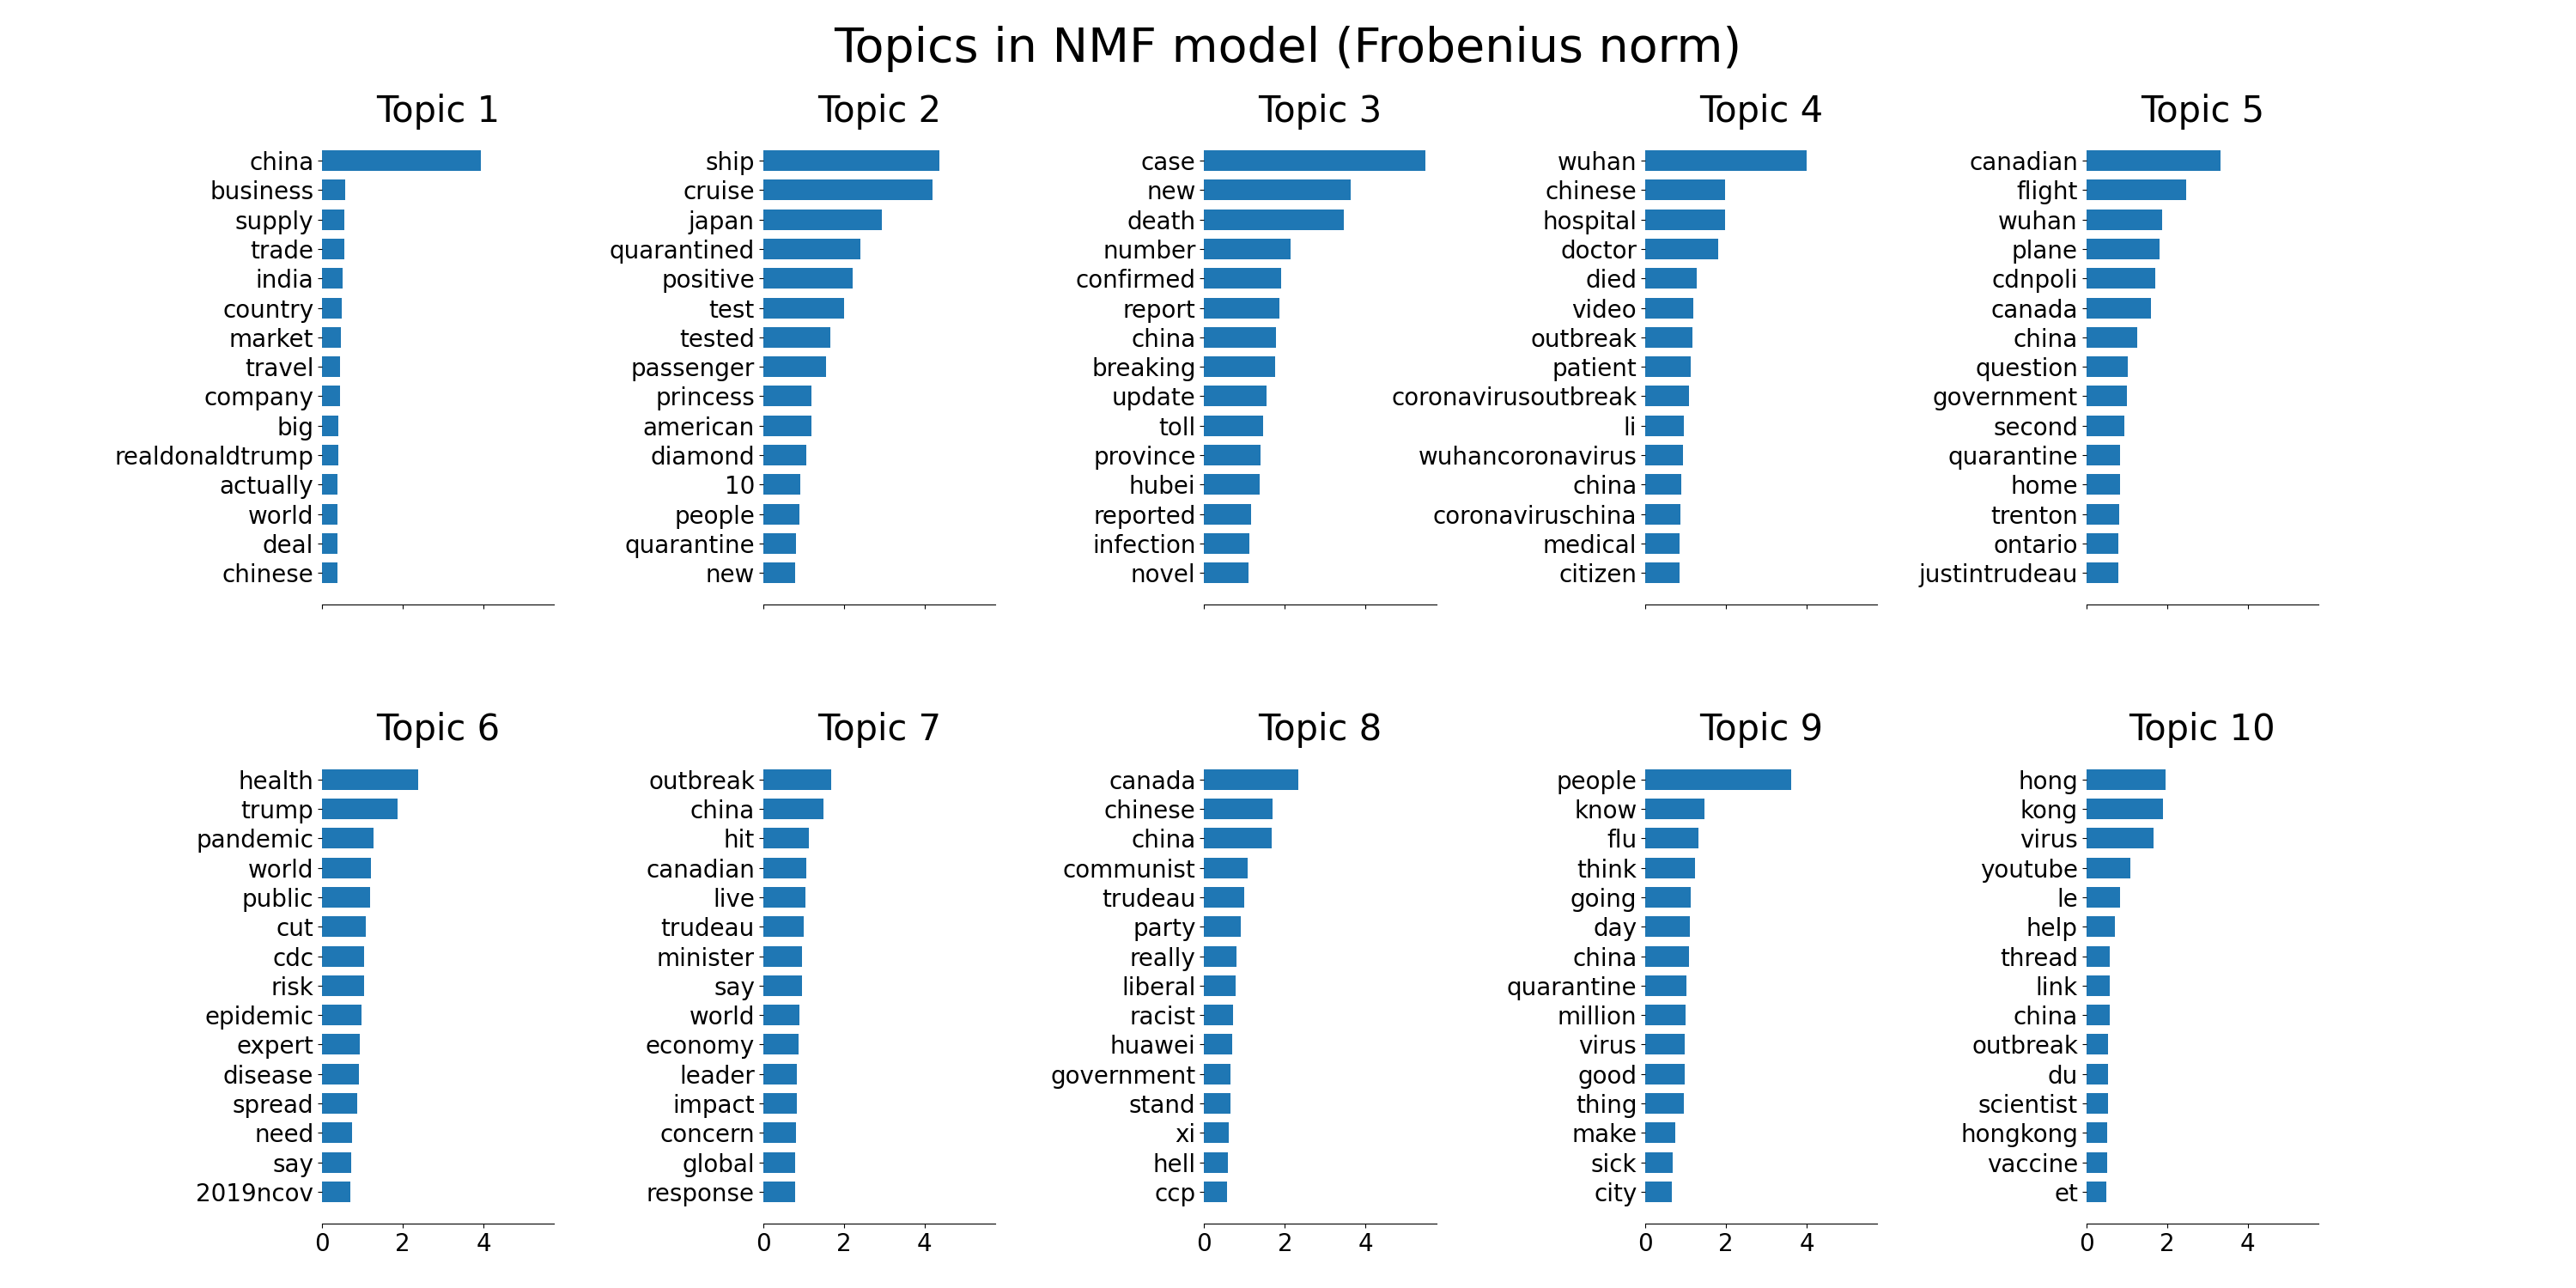 Topics in NMF model (Frobenius norm)
Topic 1
china
business
supply
trade
india
country
market
travel
company
big
realdonaldtrump
actually
world
deal
chinese
Topic 2
ship
cruise
japan
quarantined
positive
test
tested
passenger
princess
american
diamond
10
people
quarantine
new
Topic 3
case
new
death
number
confirmed
report
china
breaking
update
toll
province
hubei
reported
infection
novel
Topic 4
wuhan
chinese
hospital
doctor
died
video
outbreak
patient
coronavirusoutbreak
li
wuhancoronavirus
china
coronaviruschina
medical
citizen
Topic 5
canadian
flight
wuhan
plane
cdnpoli
canada
china
question
government
second
quarantine
home
trenton
ontario
justintrudeau
Topic 6
health
trump
pandemic
world
public
cut
cdc
risk
epidemic
expert
disease
spread
need
say
2019ncov
0 2 4
Topic 7
outbreak
china
hit
canadian
live
trudeau
minister
say
world
economy
leader
impact
concern
global
response
0 2 4
Topic 8
canada
chinese
china
communist
trudeau
party
really
liberal
racist
huawei
government
stand
xi
hell
ccp
0 2 4
Topic 9
people
know
flu
think
going
day
china
quarantine
million
virus
good
thing
make
sick
city
0 2 4
Topic 10
hong
kong
virus
youtube
le
help
thread
link
china
outbreak
du
scientist
hongkong
vaccine
et
0 2 4